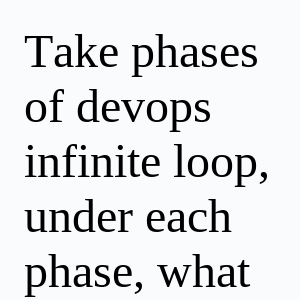 Take phases
of devops
infinite loop,
under each
phase, what